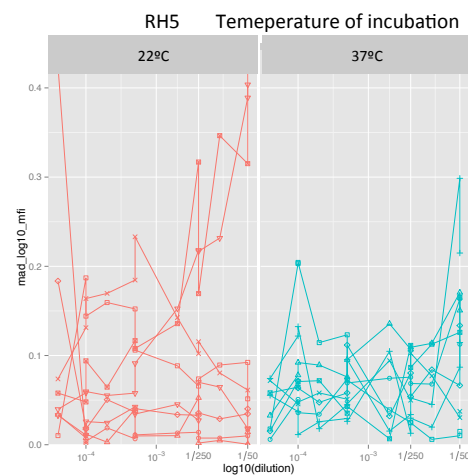 RH5 Temeperature of incubation
22ºC 37ºC
0.4
0.3
0.2
0.1
0.0
mad_log10_mfi
10-4 10-3 1/250 1/50 10-4 10-3 1/250 1/50
log10(dilution)